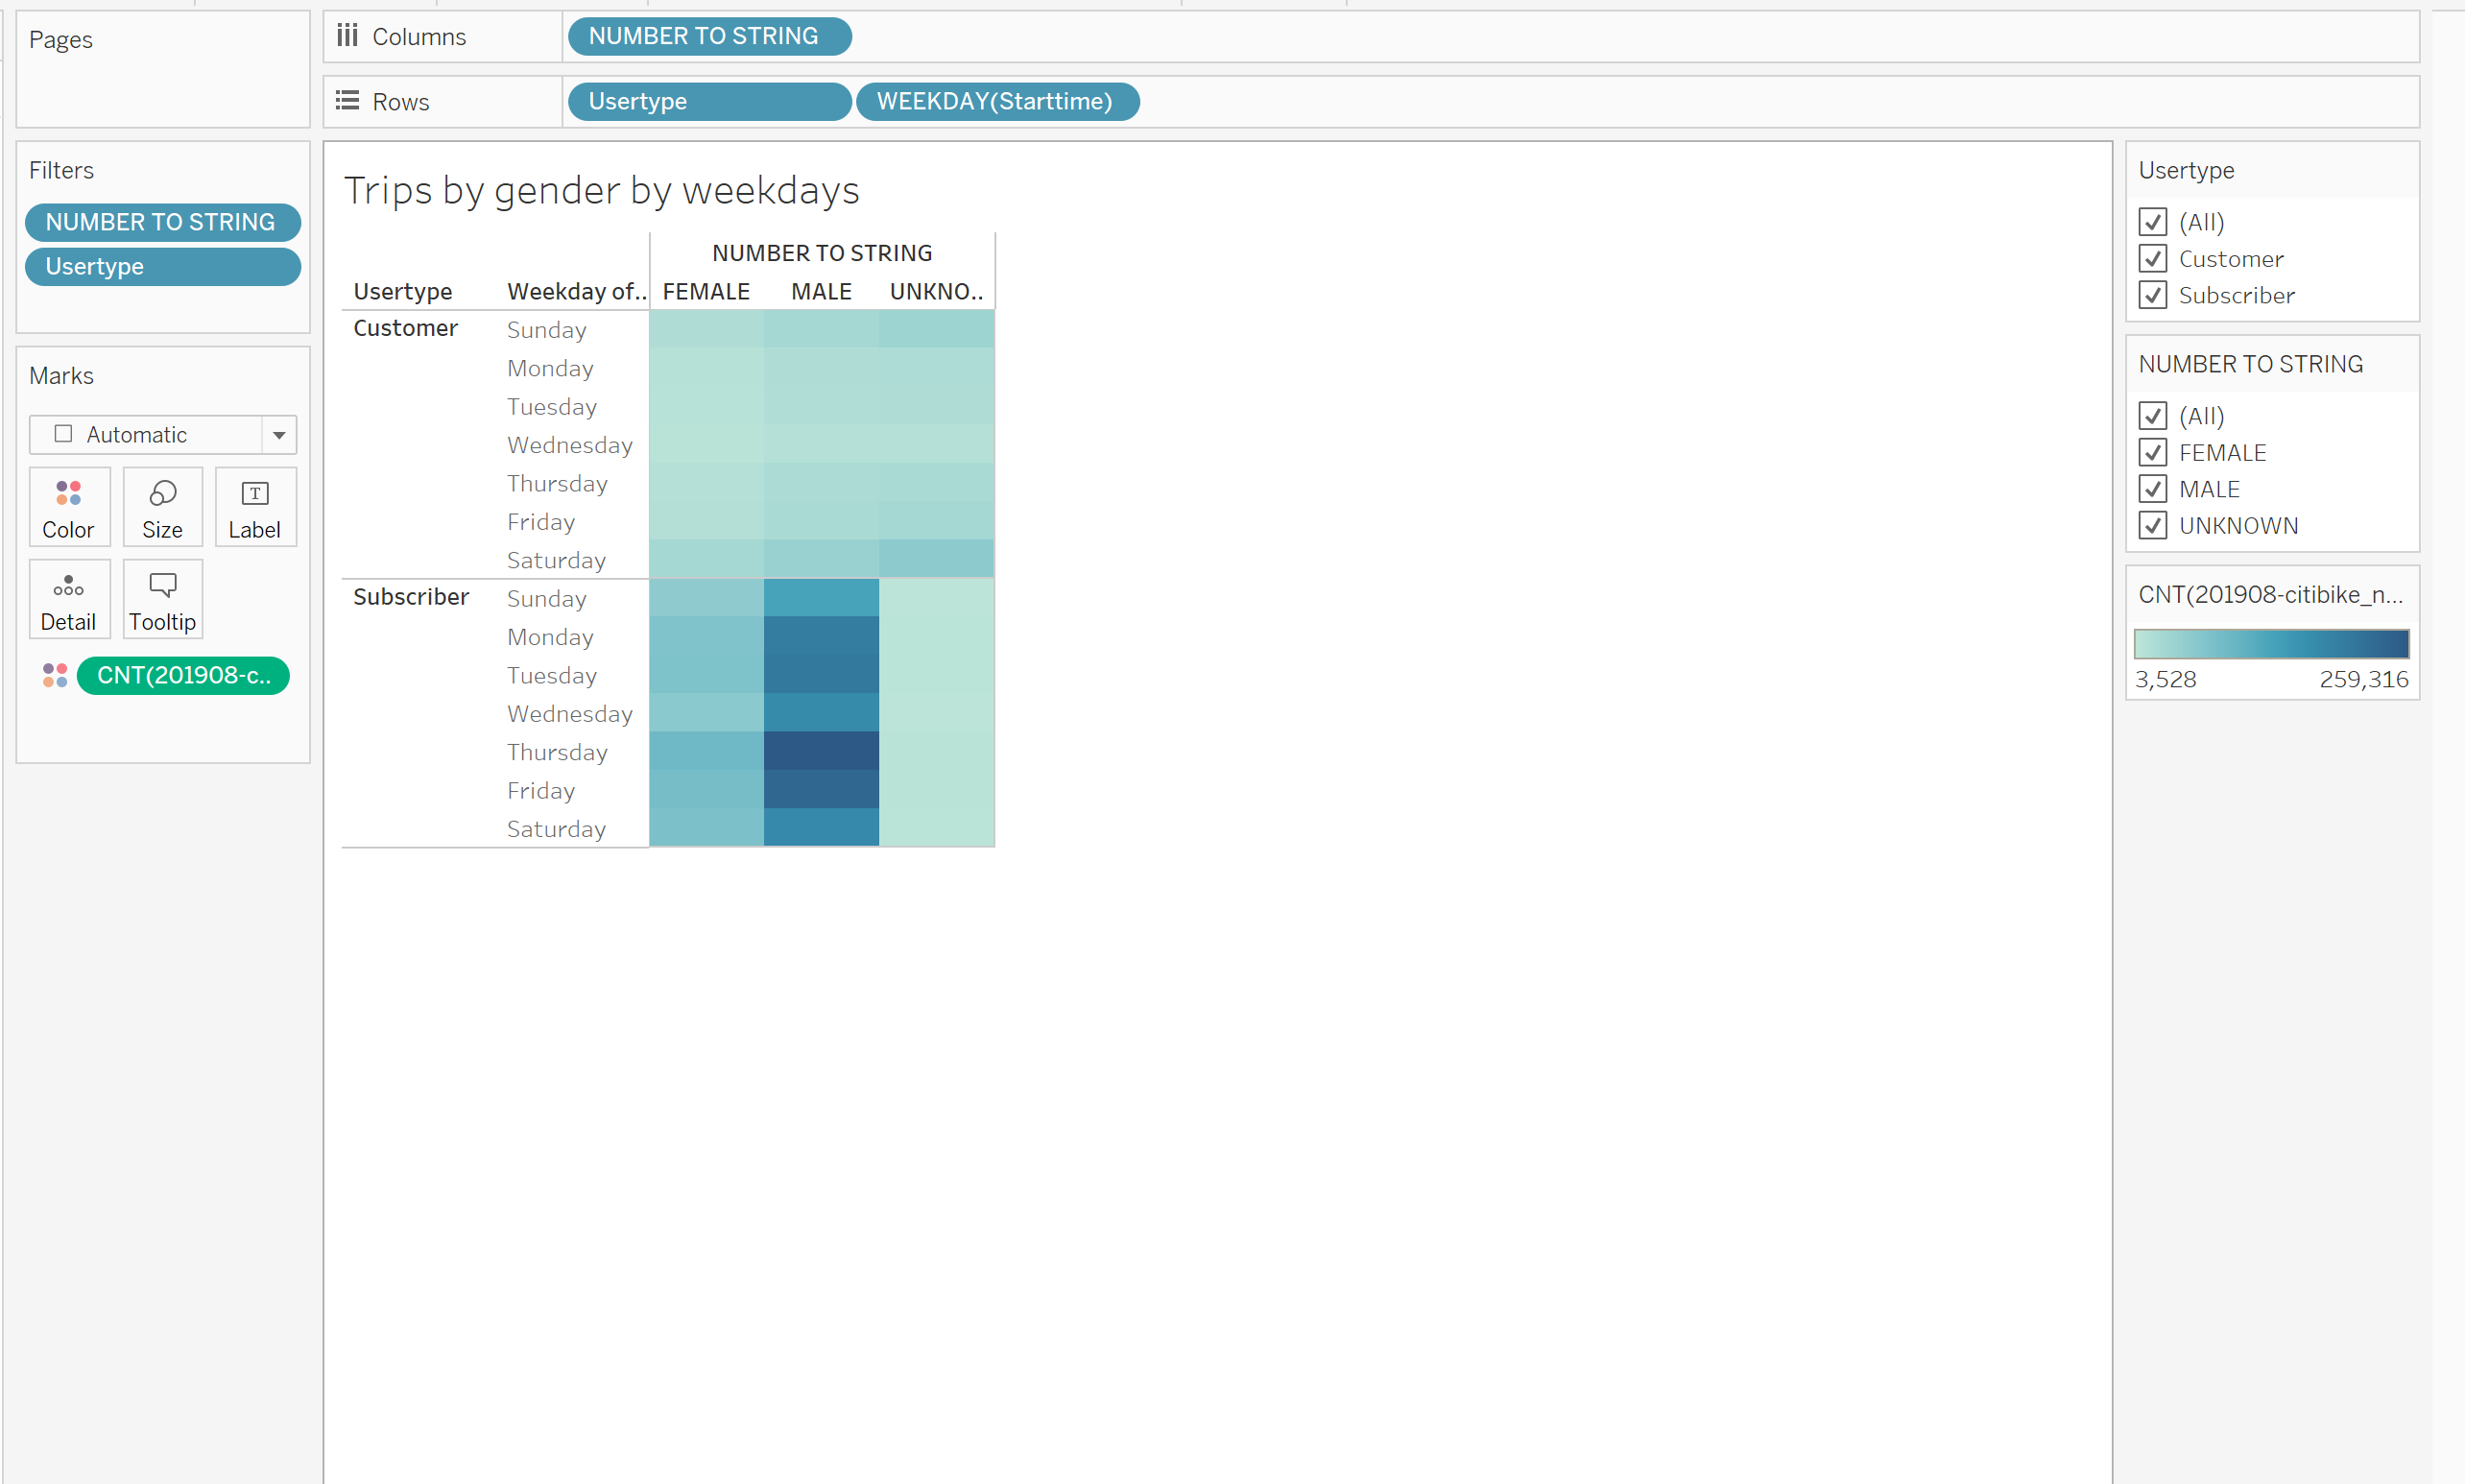 Pages
Columns
NUMBER TO STRING
Rows
Usertype
WEEKDAY(Starttime)
Filters
NUMBER TO STRING
Usertype
Marks
Automatic
Color
Size
T
Label
Detail
Tooltip
CNT(201908-c..
Trips by gender by weekdays
NUMBER TO STRING
Usertype Weekday of.. FEMALE MALE UNKNO..
Customer Sunday
Monday
Tuesday
Wednesday
Thursday
Friday
Saturday
Subscriber Sunday
Monday
Tuesday
Wednesday
Thursday
Friday
Saturday
Usertype
(All)
Customer
Subscriber
NUMBER TO STRING
(All)
FEMALE
MALE
UNKNOWN
CNT(201908-citibike_n...
3,528 259,316